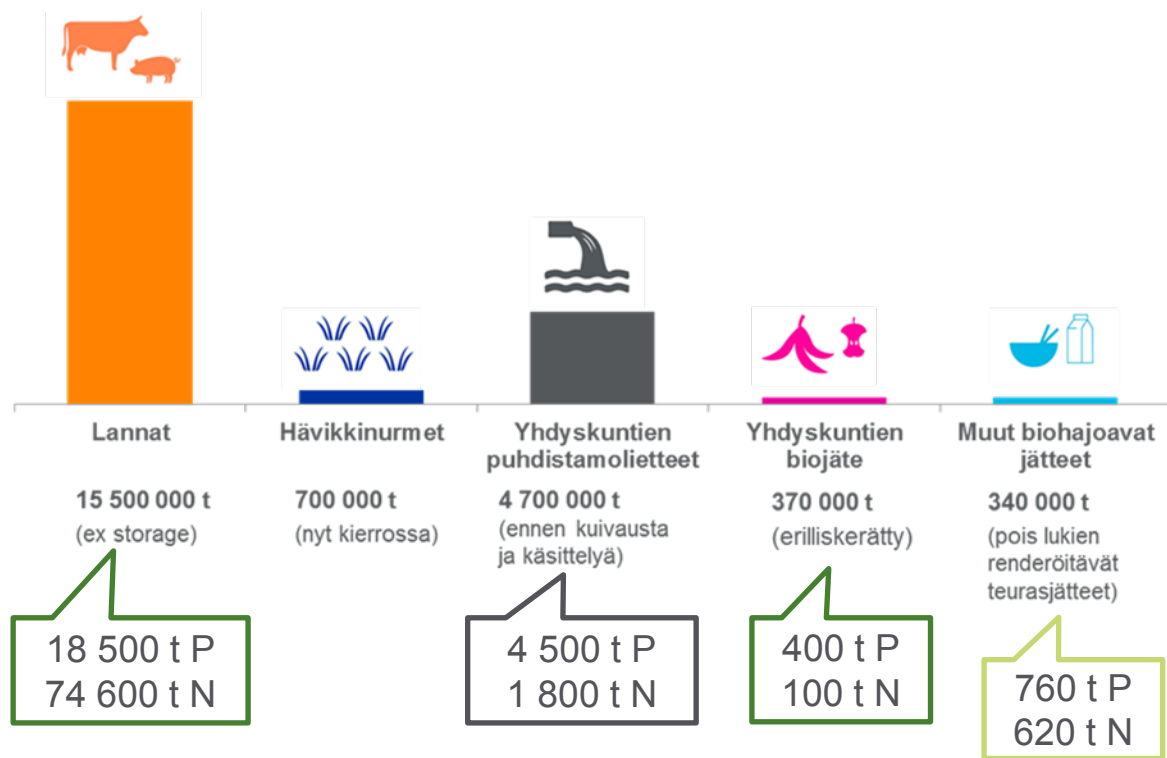 Lannat
15 500 000 t
(ex storage)
18 500 t P
74 600 t N
Hävikkinurmet
700 000 t
(nyt kierrossa)
Yhdyskuntien
puhdistamolietteet
4 700 000 t
(ennen kuivausta
ja käsittelyä)
4 500 t P
1 800 t N
Yhdyskuntien
biojäte
370 000 t
(erilliskerätty)
400 t P
100 t N
Muut biohajoavat
jätteet
340 000 t
(pois lukien
renderöitävät
teurasjätteet)
760 t P
620 t N